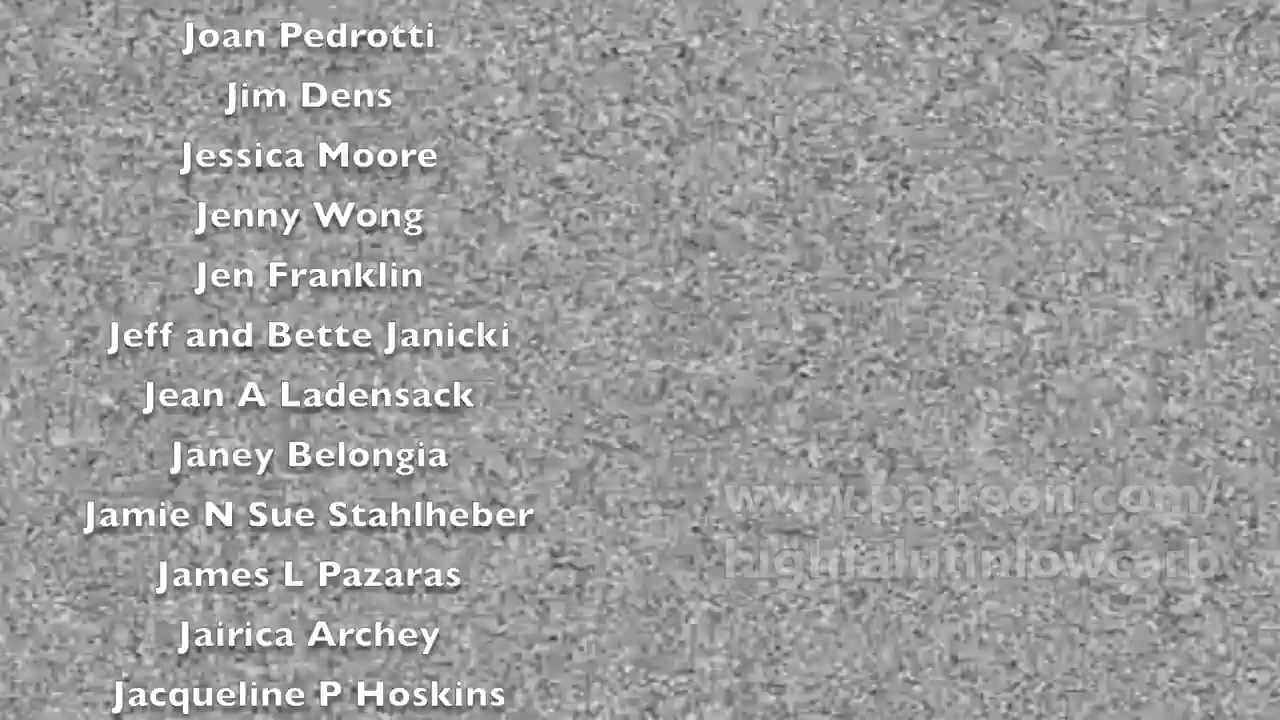 Joan Pedrotti
Jim Dens
Jessica Moore
Jenny Wong
Jen Franklin
Jeff and Bette Janicki
Jean A Ladensack
Janey Belongia
Jamie N Sue Stahlheber
James L Pazaras
Jairica Archey
Jacqueline P Hoskins
www.patreon.com/
highfalutinlowcarb